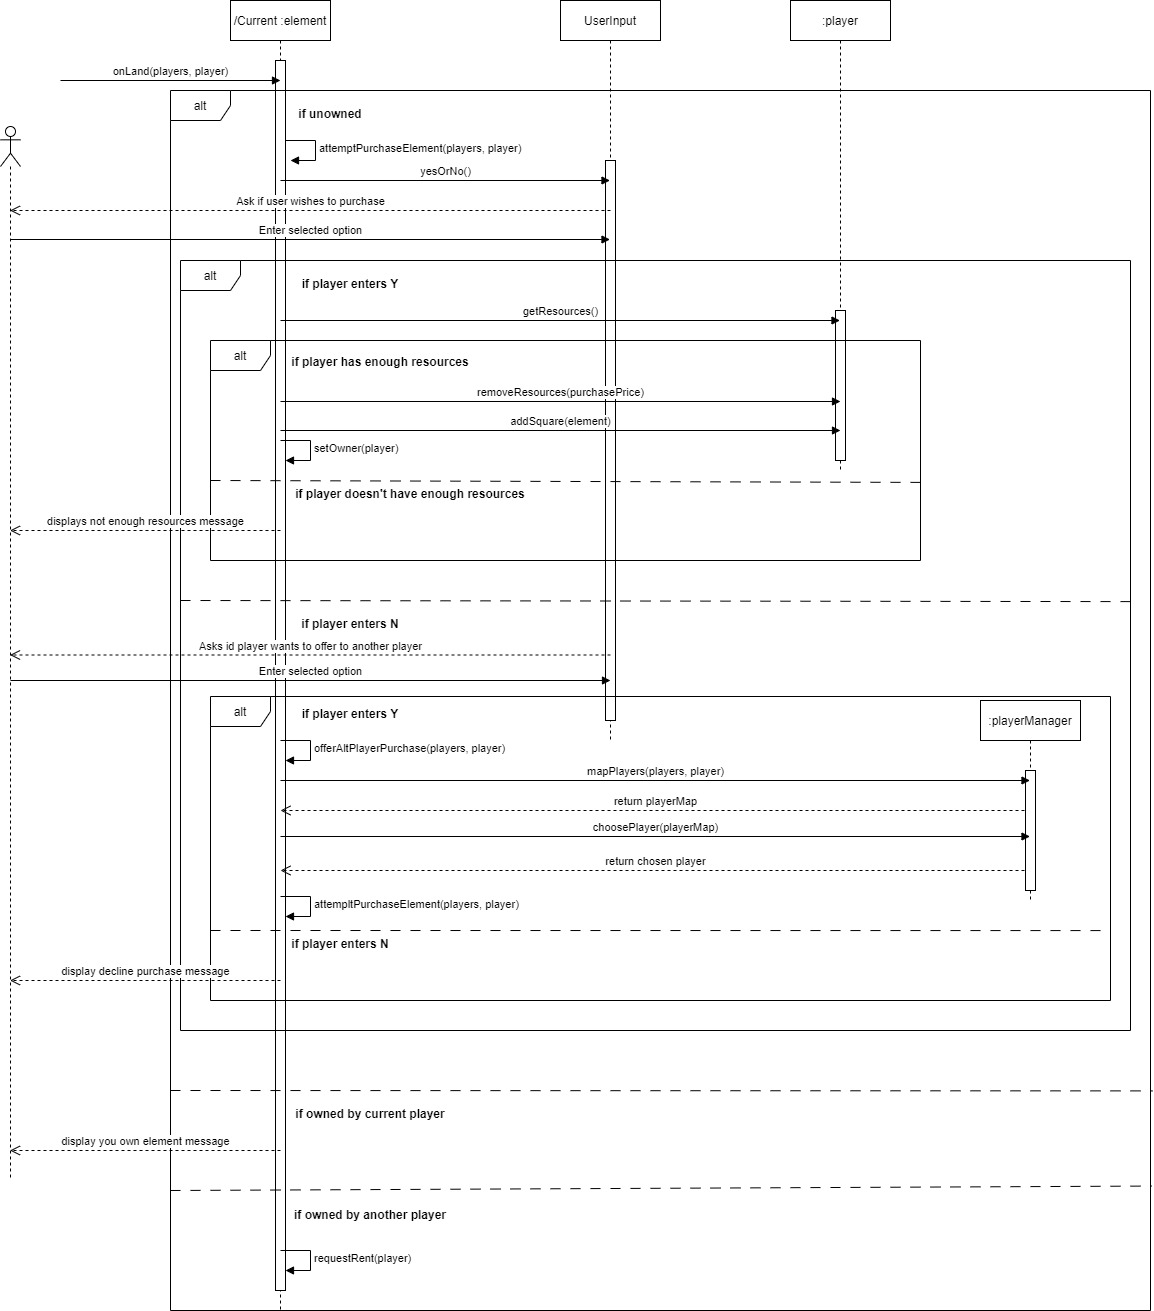 /Current :element
UserInput
:player
onLand(players, player)
alt
if unowned
attemptPurchaseElement(players, player)
yesOrNo()
Ask if user wishes to purchase
Enter selected option
alt
if player enters Y
getResources()
alt
if player has enough resources
removeResources(purchasePrice)
addSquare(element)
setOwner(player)
if player doesn't have enough resources
displays not enough resources message
if player enters N
Asks id player wants to offer to another player
Enter selected option
alt
if player enters Y
:playerManager
offerAltPlayerPurchase(players, player)
mapPlayers(players, player)
return playerMap
choosePlayer(playerMap)
return chosen player
attempltPurchaseElement(players, player)
if player enters N
display decline purchase message
if owned by current player
display you own element message
if owned by another player
requestRent(player)